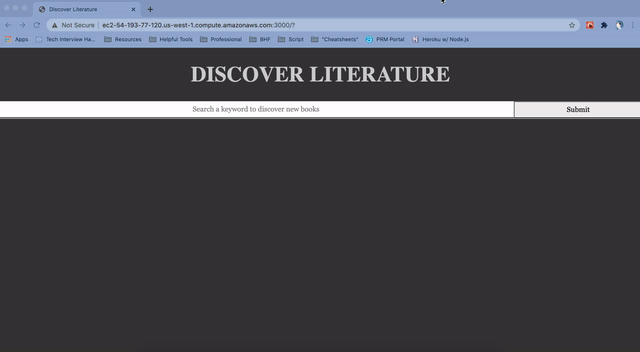 Discover Literature
Not Secure ec2-54-193-77-120.us-west-1.compute.amazonaws.com:3000/?
Apps Tech Interview Ha... Resources Helpful Tools Professional BHF Script "Cheatsheets" PRM Portal Heroku w/ Node.js
DISCOVER LITERATURE
Search a keyword to discover new books Submit